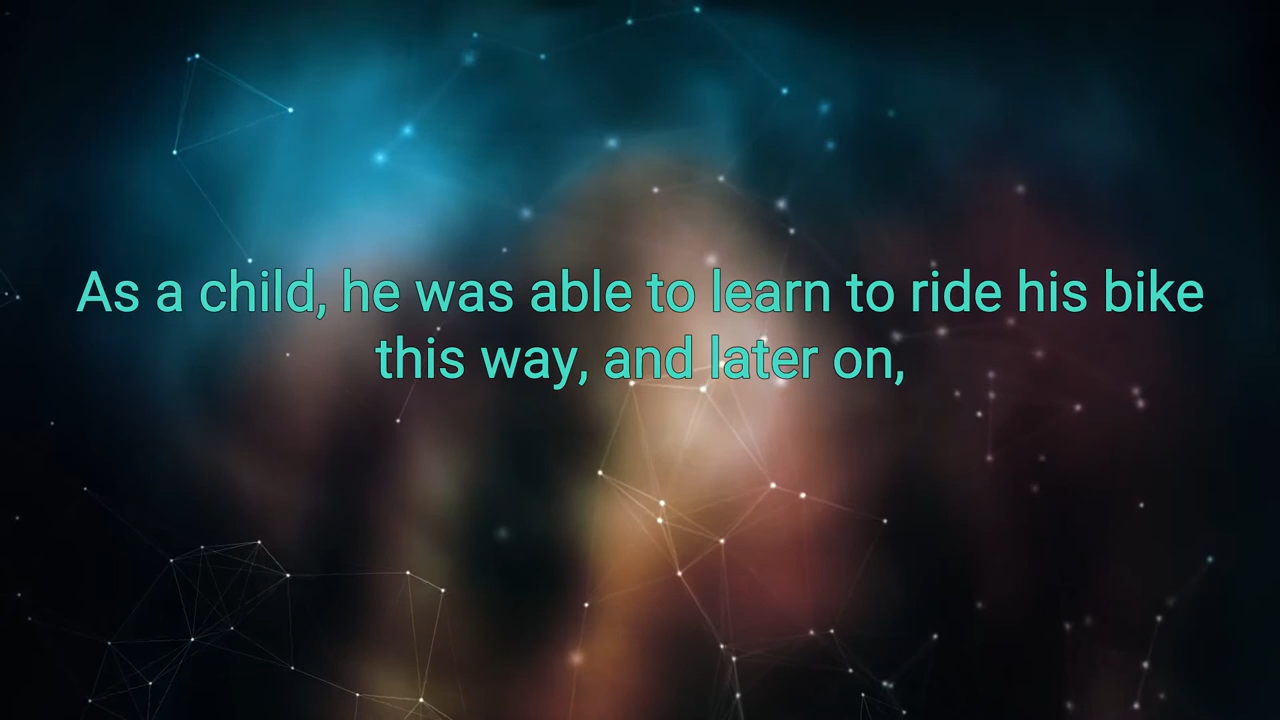 As a child, he was able to learn to ride his bike
this way, and later on,